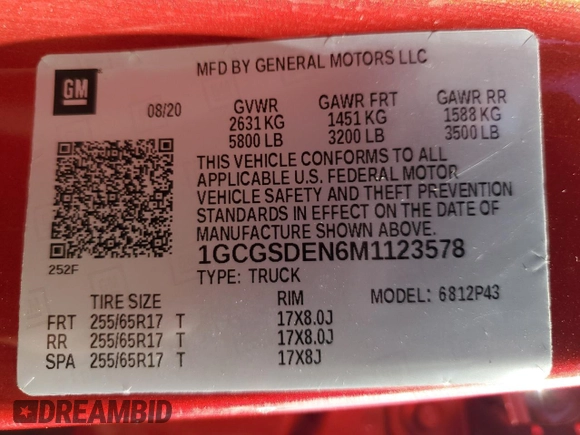 MFD BY GENERAL MOTORS LLC
GM
08/20
GVWR GAWR FRT GAWR RR
2631 KG 1451 KG 1588 KG
5800 LB 3200 LB 3500 LB
THIS VEHICLE CONFORMS TO ALL
APPLICABLE U.S. FEDERAL MOTOR
VEHICLE SAFETY AND THEFT PREVENTION
STANDARDS IN EFFECT ON THE DATE OF
MANUFACTURE SHOWN ABOVE.
252F
1GCGSDEN6M1123578
TYPE: TRUCK
MODEL: 6812P43
TIRE SIZE RIM
FRT 255/65R17 T 17X8.0J
RR 255/65R17 T 17X8.0J
SPA 255/65R17 T 17X8J
DREAMBID